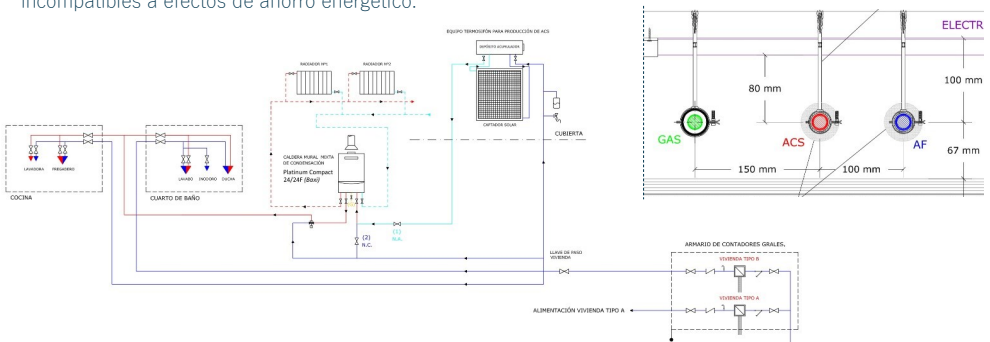 incompatibles a efectos de ahorro energético.
EQUIPO TERMOSIFÓN PARA PRODUCCIÓN DE ACS
DEPÓSITO ACUMULADOR
CAPTADOR SOLAR
CUBIERTA
RADIADOR Nº1
RADIADOR Nº2
CALDERA MURAL MIXTA
DE CONDENSACIÓN
Platinum Compact
24/24F (Baxi)
LAVADORA
FREGADERO
COCINA
LAVABO
INODORO
DUCHA
CUARTO DE BAÑO
(1)
N.A.
(2)
N.C.
LLAVE DE PASO
VIVIENDA
ALIMENTACIÓN VIVIENDA TIPO A
ARMARIO DE CONTADORES GRALES,
VIVIENDA TIPO B
VIVIENDA TIPO A
ELECTR
80 mm
100 mm
GAS
ACS
AF
67 mm
150 mm
100 mm